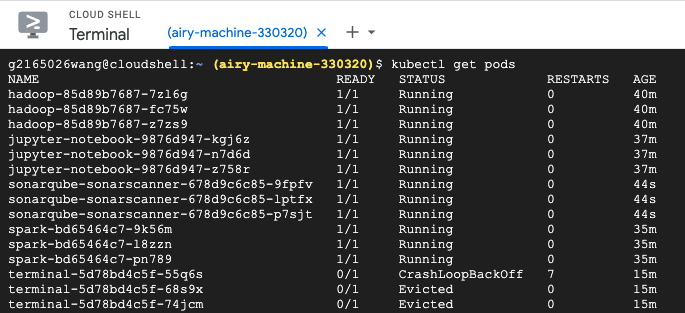 CLOUD SHELL
Terminal (airy-machine-330320) × + ▾
g2165026wang@cloudshell:~ (airy-machine-330320)$ kubectl get pods
NAME READY STATUS RESTARTS AGE
hadoop-85d89b7687-7zl6g 1/1 Running 0 40m
hadoop-85d89b7687-fc75w 1/1 Running 0 40m
hadoop-85d89b7687-z7zs9 1/1 Running 0 40m
jupyter-notebook-9876d947-kgj6z 1/1 Running 0 37m
jupyter-notebook-9876d947-n7d6d 1/1 Running 0 37m
jupyter-notebook-9876d947-z758r 1/1 Running 0 37m
sonarqube-sonarscanner-678d9c6c85-9fpfv 1/1 Running 0 44s
sonarqube-sonarscanner-678d9c6c85-lptfx 1/1 Running 0 44s
sonarqube-sonarscanner-678d9c6c85-p7sjt 1/1 Running 0 44s
spark-bd65464c7-9k56m 1/1 Running 0 35m
spark-bd65464c7-l8zzn 1/1 Running 0 35m
spark-bd65464c7-pn789 1/1 Running 0 35m
terminal-5d78bd4c5f-55q6s 0/1 CrashLoopBackOff 7 15m
terminal-5d78bd4c5f-68s9x 0/1 Evicted 0 15m
terminal-5d78bd4c5f-74jcm 0/1 Evicted 0 15m